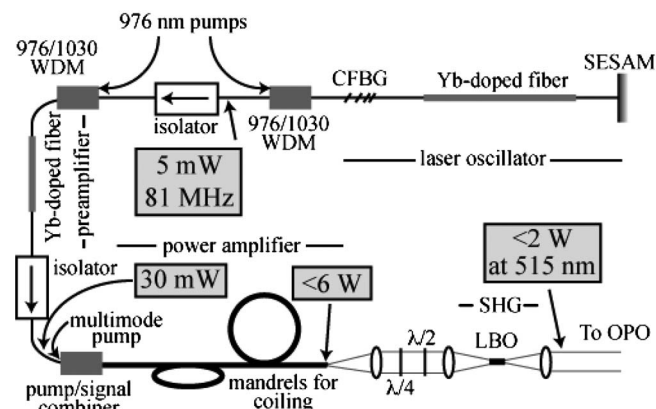 976 nm pumps
976/1030
WDM
CFBG
Yb-doped fiber
SESAM
isolator
976/1030
WDM
5 mW
81 MHz
laser oscillator
Yb-doped fiber
preamplifier
power amplifier
<2 W
at 515 nm
isolator
30 mW
<6 W
SHG
multimode
pump
λ/2
LBO
To OPO
λ/4
pump/signal
combiner
mandrels for
coiling